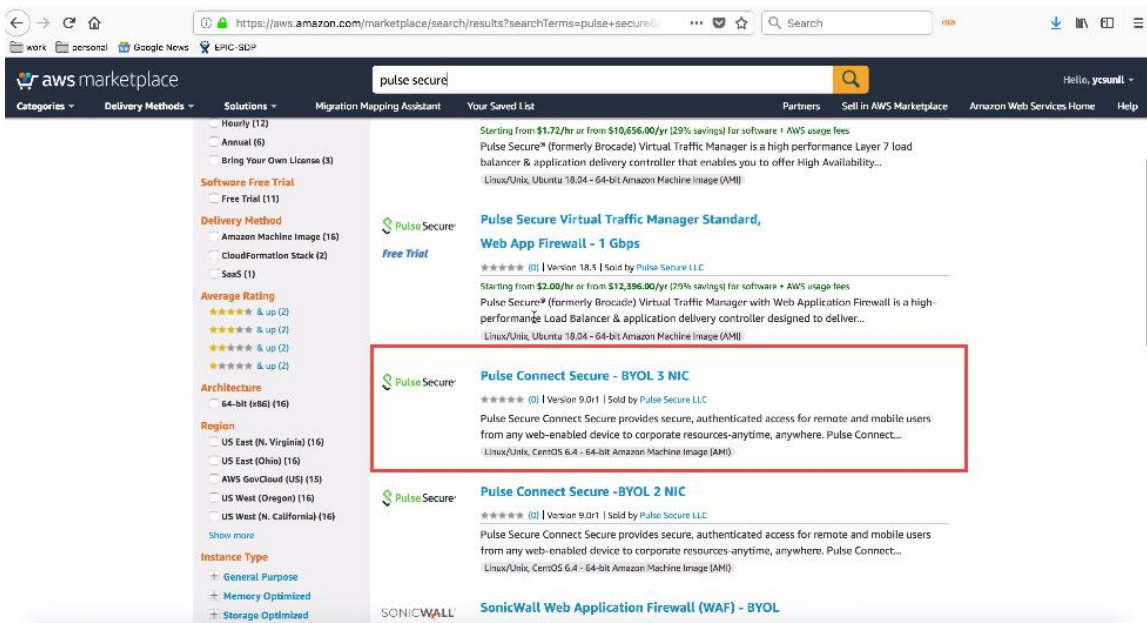 https://aws.amazon.com/marketplace/search/results?searchTerms=pulse+secure&
Search
work personal Google News EPIC-SDP
aws marketplace
pulse secure
Hello, ycsunil
Categories Delivery Methods Solutions Migration Mapping Assistant Your Saved List Partners Sell in AWS Marketplace Amazon Web Services Home Help
Hourly (12)
Annual (6)
Bring Your Own License (3)
Software Free Trial
Free Trial (11)
Delivery Method
Amazon Machine Image (16)
CloudFormation Stack (2)
SaaS (1)
Average Rating
& up (2)
& up (2)
& up (2)
& up (2)
Architecture
64-bit (x86) (16)
Region
US East (N. Virginia) (16)
US East (Ohio) (16)
AWS GovCloud (US) (15)
US West (Oregon) (16)
US West (N. California) (16)
Show more
Instance Type
General Purpose
Memory Optimized
Storage Optimized
Starting from $1.72/hr or from $10,656.00/yr (29% savings) for software + AWS usage fees
Pulse Secure® (formerly Brocade) Virtual Traffic Manager is a high performance Layer 7 load
balancer & application delivery controller that enables you to offer High Availability...
Linux/Unix, Ubuntu 18.04 - 64-bit Amazon Machine Image (AMI)
Pulse Secure
Free Trial
Pulse Secure Virtual Traffic Manager Standard,
Web App Firewall - 1 Gbps
(0) | Version 18.3 | Sold by Pulse Secure LLC
Starting from $2.00/hr or from $12,396.00/yr (29% savings) for software + AWS usage fees
Pulse Secure® (formerly Brocade) Virtual Traffic Manager with Web Application Firewall is a high-
performance Load Balancer & application delivery controller designed to deliver...
Linux/Unix, Ubuntu 18.04 - 64-bit Amazon Machine Image (AMI)
Pulse Secure
Pulse Connect Secure - BYOL 3 NIC
(0) | Version 9.0r1 | Sold by Pulse Secure LLC
Pulse Secure Connect Secure provides secure, authenticated access for remote and mobile users
from any web-enabled device to corporate resources-anytime, anywhere. Pulse Connect...
Linux/Unix, CentOS 6.4 - 64-bit Amazon Machine Image (AMI)
Pulse Secure
Pulse Connect Secure -BYOL 2 NIC
(0) | Version 9.0r1 | Sold by Pulse Secure LLC
Pulse Secure Connect Secure provides secure, authenticated access for remote and mobile users
from any web-enabled device to corporate resources-anytime, anywhere. Pulse Connect...
Linux/Unix, CentOS 6.4 - 64-bit Amazon Machine Image (AMI)
SONICWALL
SonicWall Web Application Firewall (WAF) - BYOL